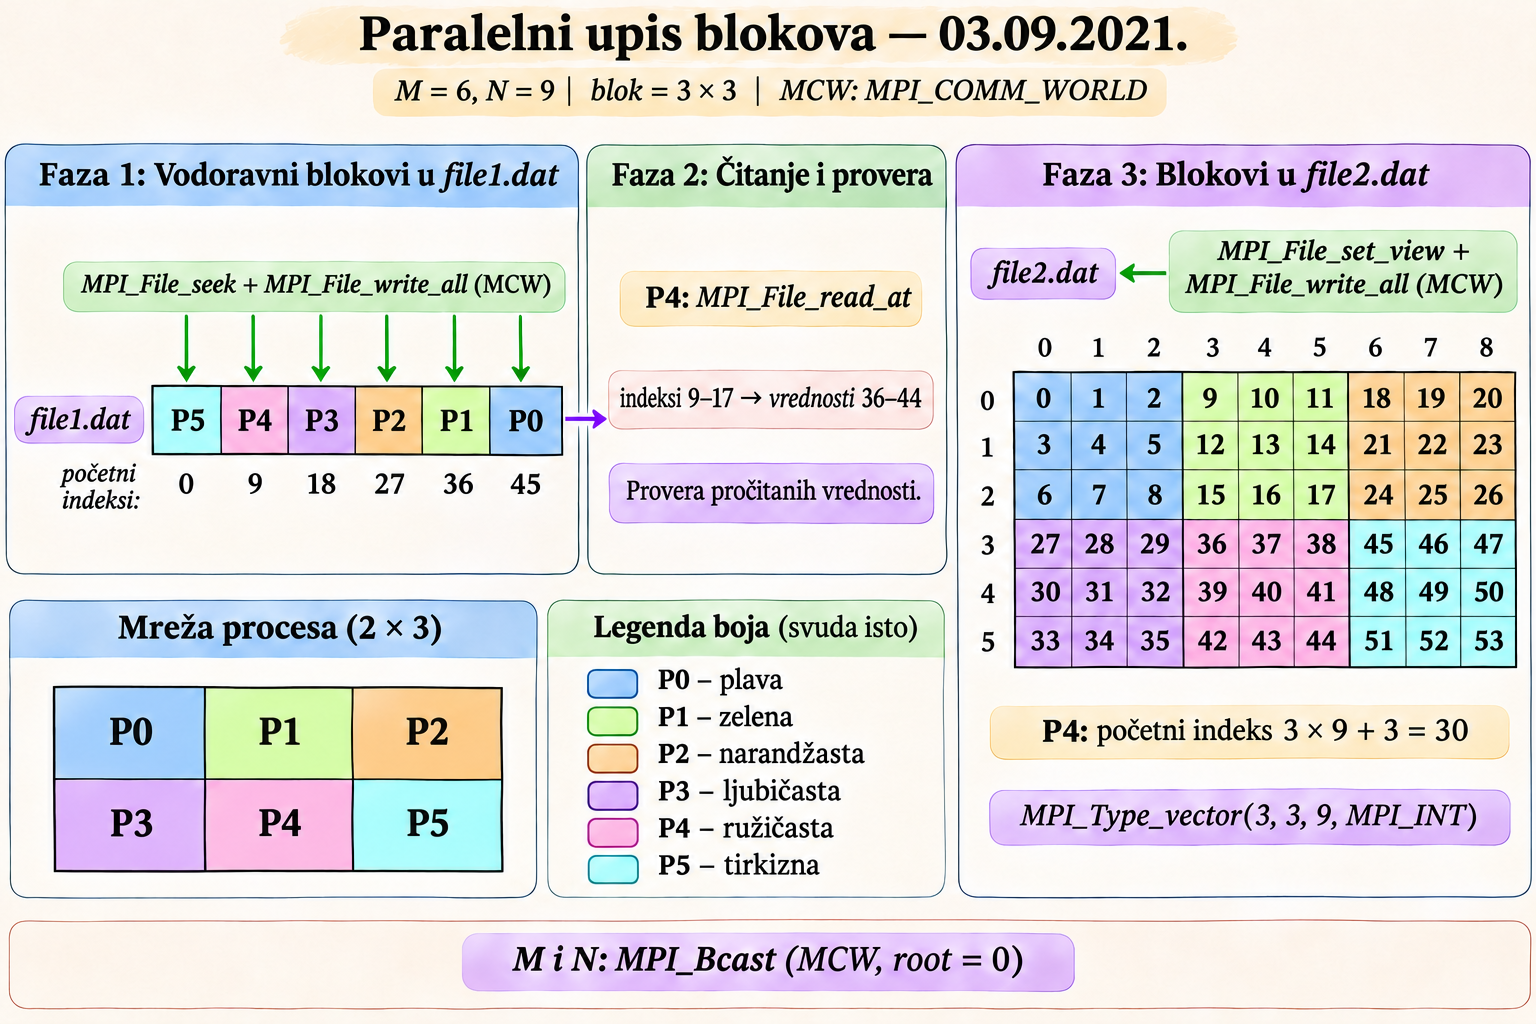 Paralelni upis blokova — 03.09.2021.
M = 6, N = 9 | blok = 3 × 3 | MCW: MPI_COMM_WORLD
Faza 1: Vodoravni blokovi u file1.dat
MPI_File_seek + MPI_File_write_all (MCW)
file1.dat
P5 P4 P3 P2 P1 P0
početni
indeksi:
0 9 18 27 36 45
Faza 2: Čitanje i provera
P4: MPI_File_read_at
indeksi 9–17 → vrednosti 36–44
Provera pročitanih vrednosti.
Faza 3: Blokovi u file2.dat
file2.dat
MPI_File_set_view +
MPI_File_write_all (MCW)
0 1 2 3 4 5 6 7 8
0 0 1 2 9 10 11 18 19 20
1 3 4 5 12 13 14 21 22 23
2 6 7 8 15 16 17 24 25 26
3 27 28 29 36 37 38 45 46 47
4 30 31 32 39 40 41 48 49 50
5 33 34 35 42 43 44 51 52 53
P4: početni indeks 3 × 9 + 3 = 30
MPI_Type_vector(3, 3, 9, MPI_INT)
Mreža procesa (2 × 3)
P0 P1 P2
P3 P4 P5
Legenda boja (svuda isto)
P0 – plava
P1 – zelena
P2 – narandžasta
P3 – ljubičasta
P4 – ružičasta
P5 – tirkizna
M i N: MPI_Bcast (MCW, root = 0)